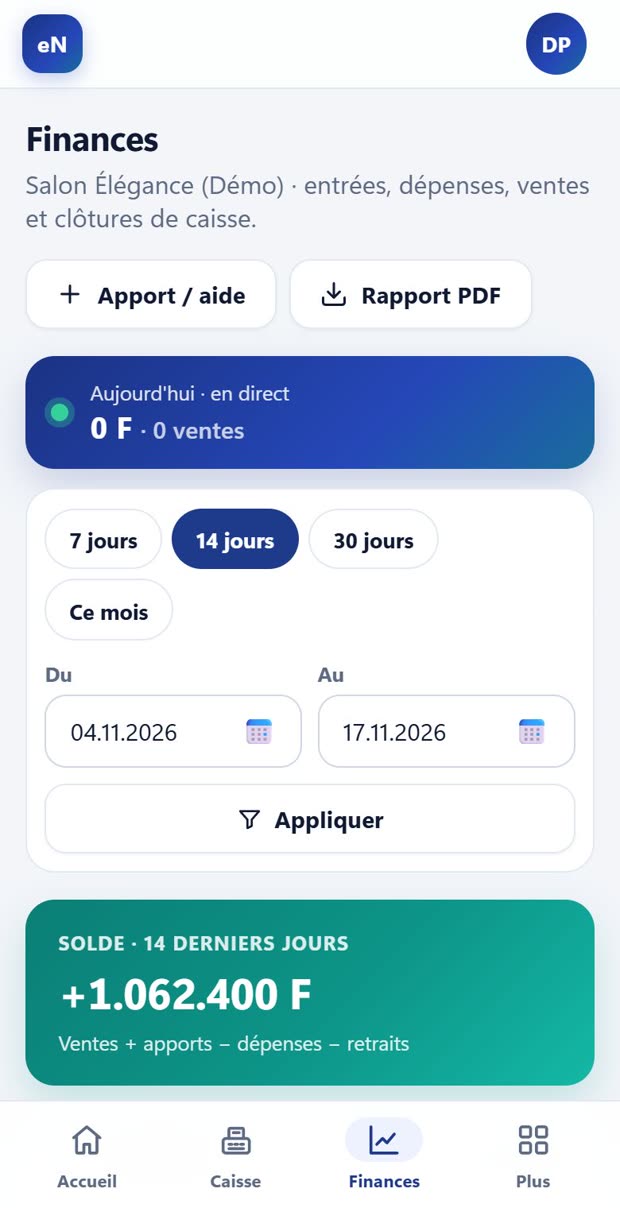 eN
DP
Finances
Salon Élégance (Démo) · entrées, dépenses, ventes
et clôtures de caisse.
Apport / aide
Rapport PDF
Aujourd'hui · en direct
0 F · 0 ventes
7 jours
14 jours
30 jours
Ce mois
Du
Au
04.11.2026
17.11.2026
Appliquer
SOLDE · 14 DERNIERS JOURS
+1.062.400 F
Ventes + apports – dépenses – retraits
Accueil
Caisse
Finances
Plus